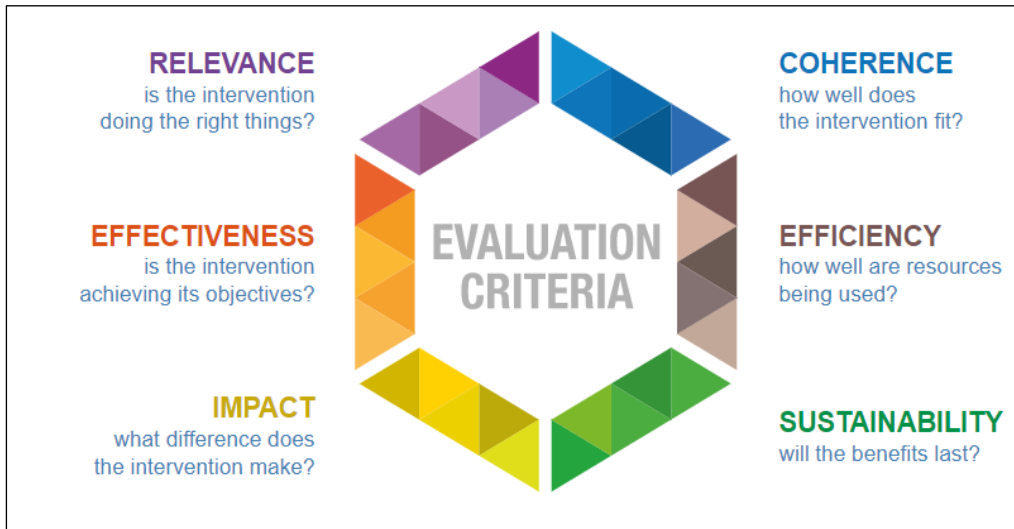 RELEVANCE
is the intervention
doing the right things?
COHERENCE
how well does
the intervention fit?
EFFECTIVENESS
is the intervention
achieving its objectives?
EVALUATION
CRITERIA
EFFICIENCY
how well are resources
being used?
IMPACT
what difference does
the intervention make?
SUSTAINABILITY
will the benefits last?